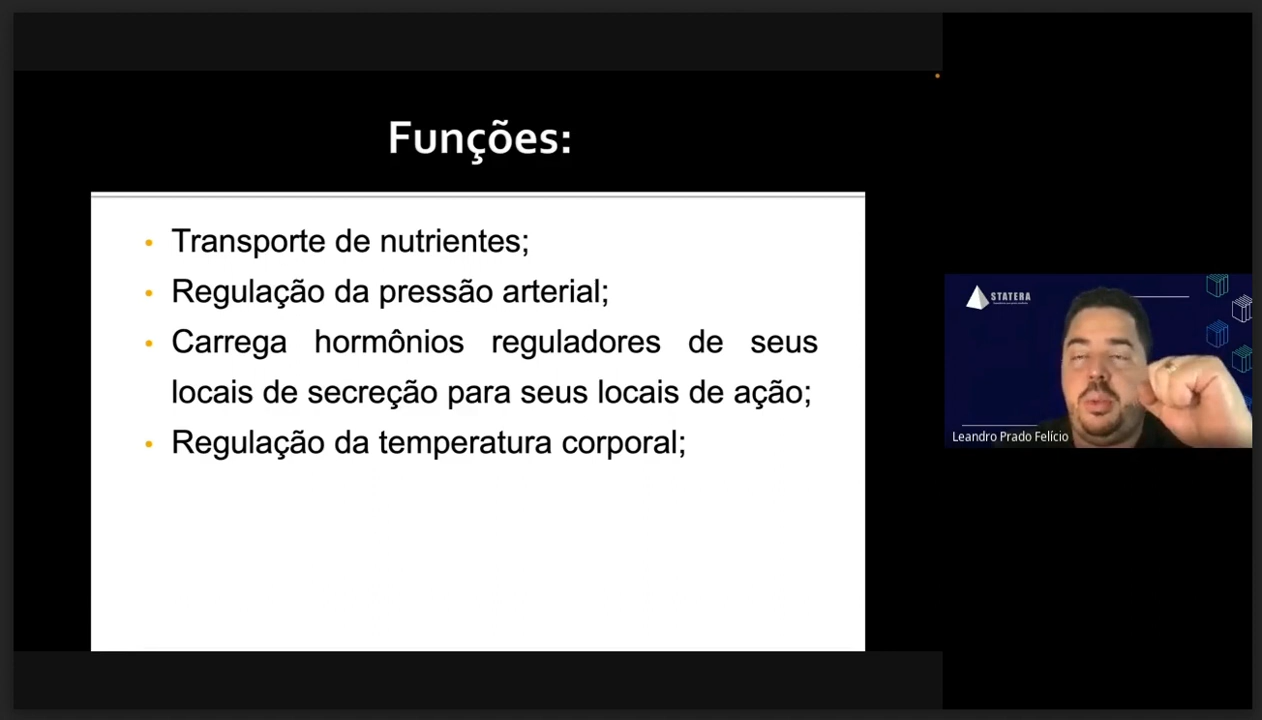 Funções:
Transporte de nutrientes;
Regulação da pressão arterial;
Carrega hormônios reguladores de seus
locais de secreção para seus locais de ação;
Regulação da temperatura corporal;
STATERA
Leandro Prado Felício